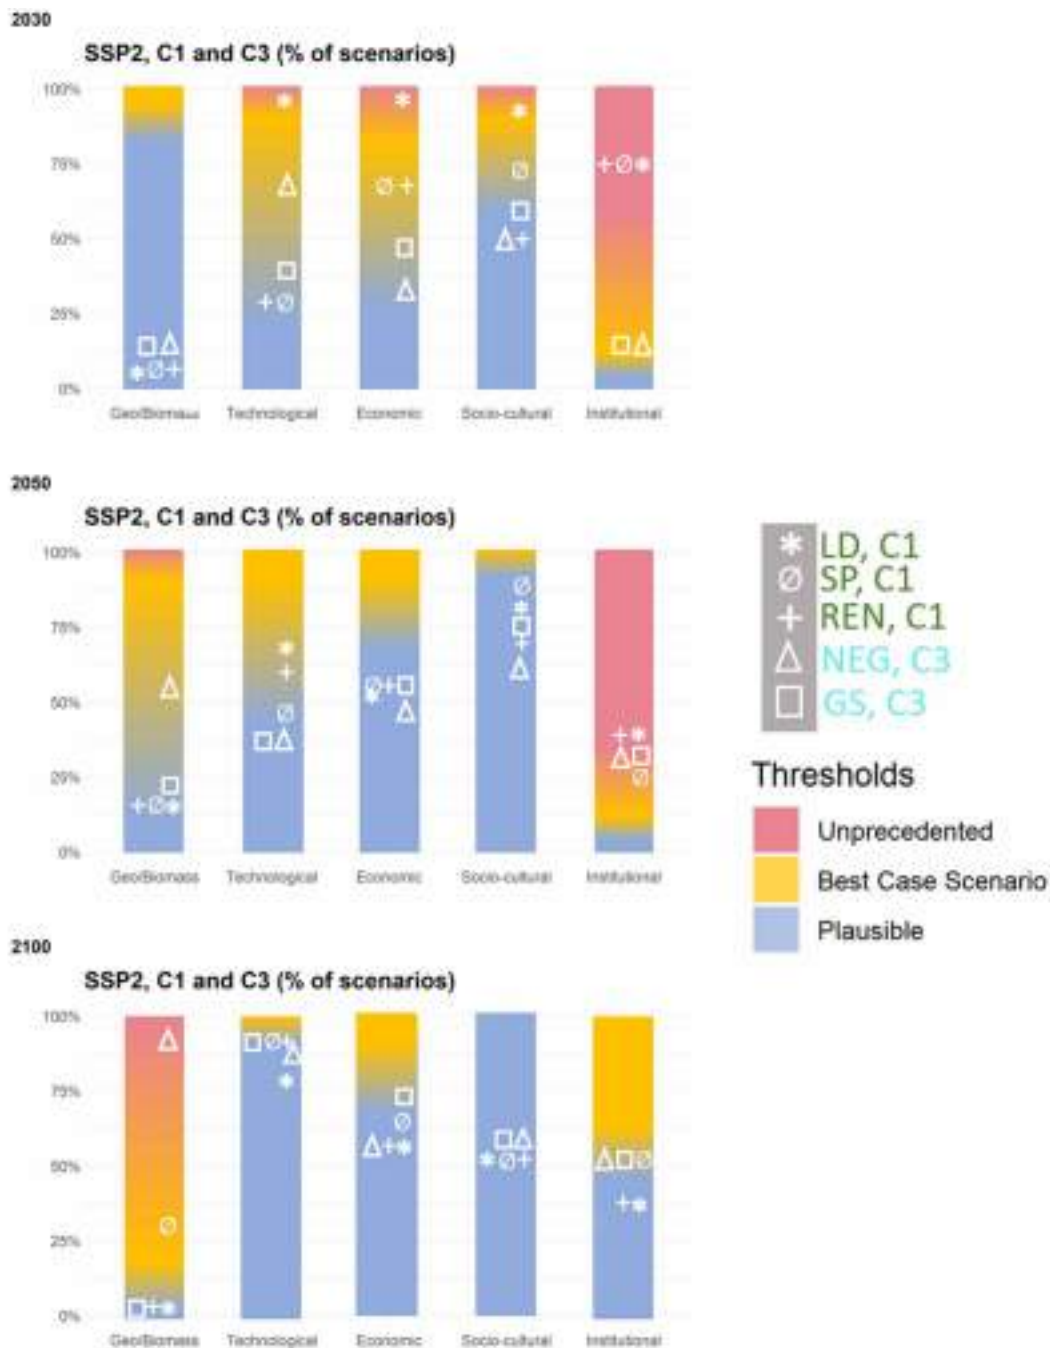 2030
SSP2, C1 and C3 (% of scenarios)
100%
75%
50%
25%
0%
Geo/Biomass Technological Economic Socio-cultural Institutional
2050
SSP2, C1 and C3 (% of scenarios)
100%
75%
50%
25%
0%
Geo/Biomass Technological Economic Socio-cultural Institutional
LD, C1
SP, C1
REN, C1
NEG, C3
GS, C3
Thresholds
Unprecedented
Best Case Scenario
Plausible
2100
SSP2, C1 and C3 (% of scenarios)
100%
75%
50%
25%
0%
Geo/Biomass Technological Economic Socio-cultural Institutional